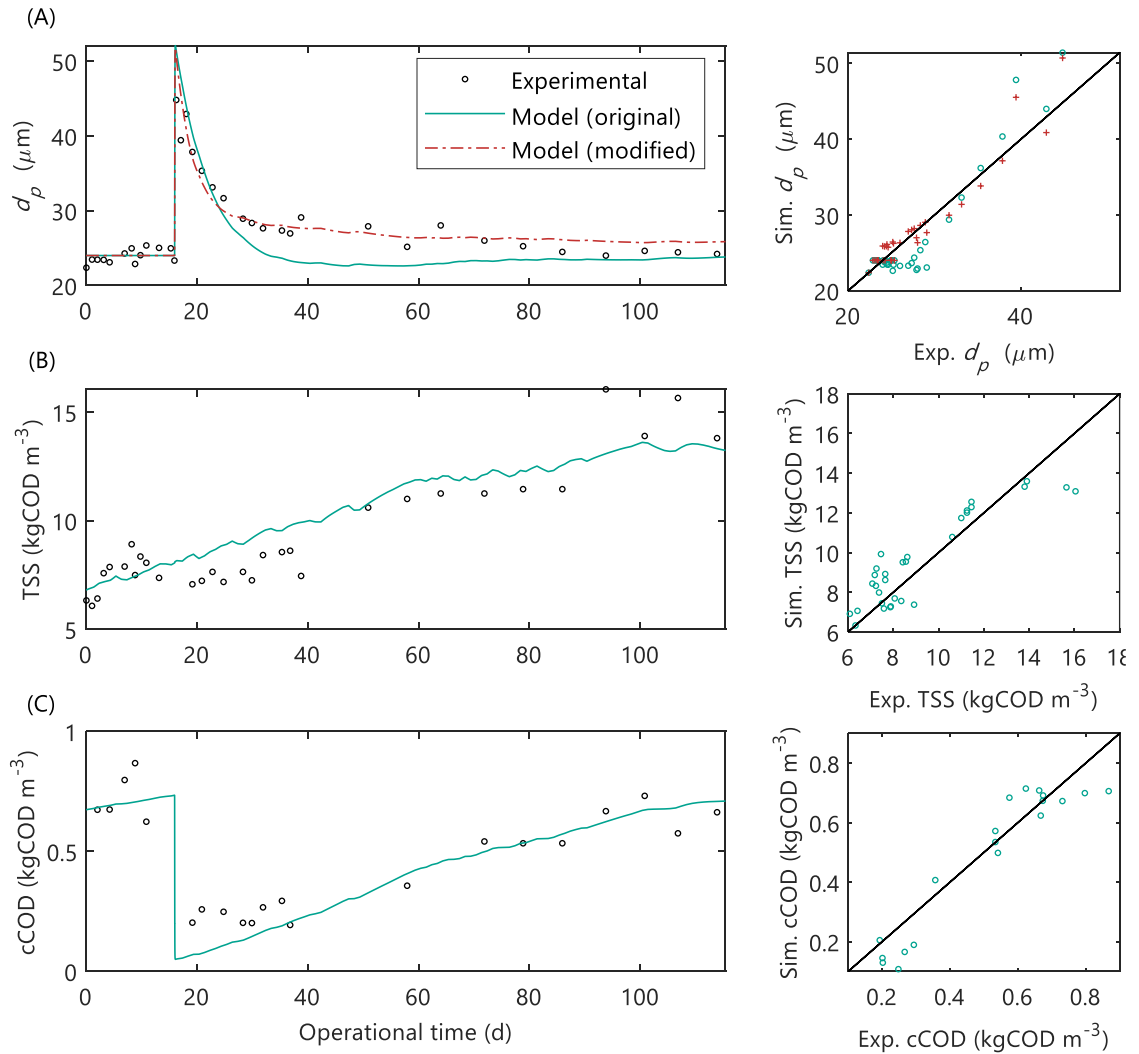 (A)
50
40
30
20
d_p (μm)
0 20 40 60 80 100
Experimental
Model (original)
Model (modified)
50
40
30
20
Sim. d_p (μm)
20 40
Exp. d_p (μm)
(B)
15
10
5
TSS (kgCOD m⁻³)
0 20 40 60 80 100
18
16
14
12
10
8
6
Sim. TSS (kgCOD m⁻³)
6 8 10 12 14 16 18
Exp. TSS (kgCOD m⁻³)
(C)
1
0.5
0
cCOD (kgCOD m⁻³)
0 20 40 60 80 100
Operational time (d)
0.8
0.6
0.4
0.2
Sim. cCOD (kgCOD m⁻³)
0.2 0.4 0.6 0.8
Exp. cCOD (kgCOD m⁻³)